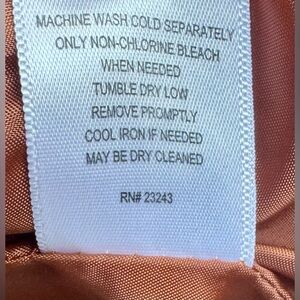 MACHINE WASH COLD SEPARATELY
ONLY NON-CHLORINE BLEACH
WHEN NEEDED
TUMBLE DRY LOW
REMOVE PROMPTLY
COOL IRON IF NEEDED
MAY BE DRY CLEANED
RN# 23243